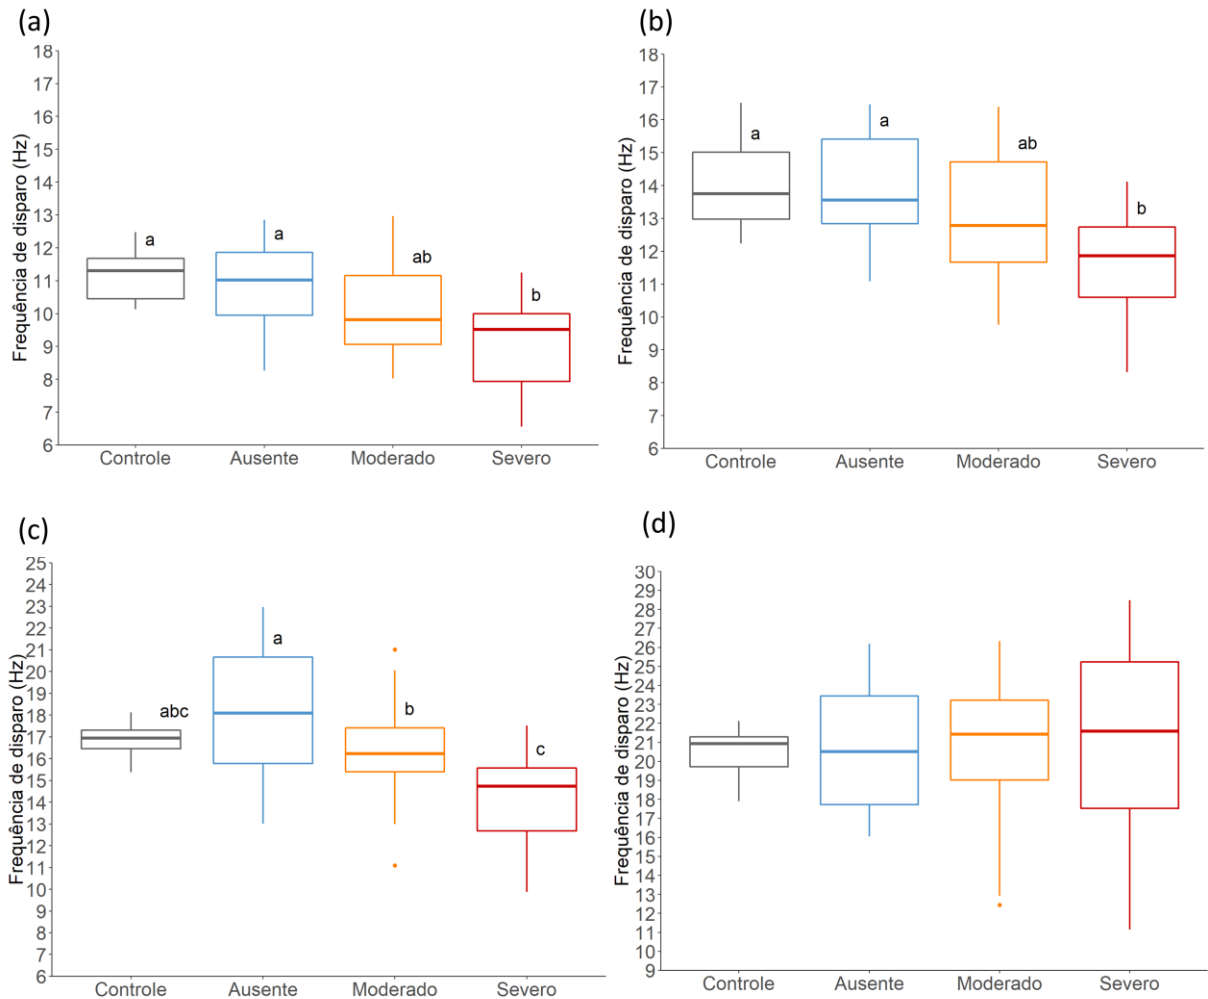 (a)
Frequência de disparo (Hz)
18
17
16
15
14
13
12
11
10
9
8
7
6
a
a
ab
b
Controle Ausente Moderado Severo
(b)
Frequência de disparo (Hz)
18
17
16
15
14
13
12
11
10
9
8
7
6
a
a
ab
b
Controle Ausente Moderado Severo
(c)
Frequência de disparo (Hz)
25
24
23
22
21
20
19
18
17
16
15
14
13
12
11
10
9
8
7
6
abc
a
b
c
Controle Ausente Moderado Severo
(d)
Frequência de disparo (Hz)
30
29
28
27
26
25
24
23
22
21
20
19
18
17
16
15
14
13
12
11
10
9
Controle Ausente Moderado Severo